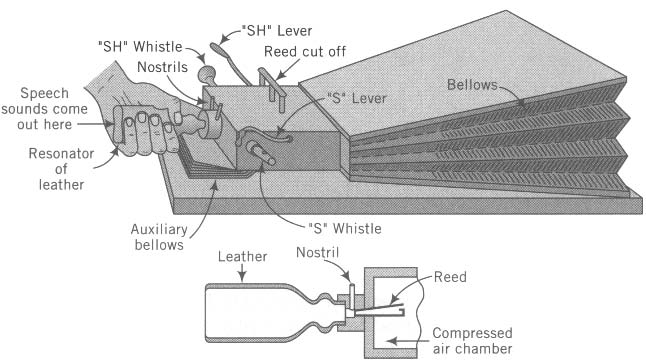 "SH" Lever
"SH" Whistle
Reed cut off
Nostrils
Bellows
Speech
sounds come
out here
"S" Lever
Resonator
of
leather
Auxiliary
bellows
"S" Whistle
Leather
Nostril
Reed
Compressed
air chamber